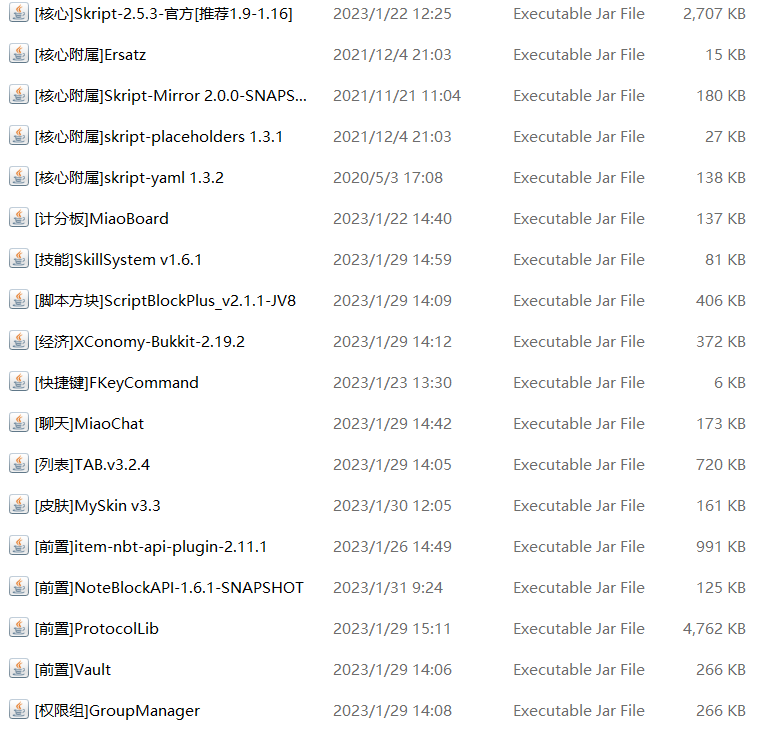 [核心]Skript-2.5.3-官方[推荐1.9-1.16] 2023/1/22 12:25 Executable Jar File 2,707 KB
[核心附属]Ersatz 2021/12/4 21:03 Executable Jar File 15 KB
[核心附属]Skript-Mirror 2.0.0-SNAPS... 2021/11/21 11:04 Executable Jar File 180 KB
[核心附属]skript-placeholders 1.3.1 2021/12/4 21:03 Executable Jar File 27 KB
[核心附属]skript-yaml 1.3.2 2020/5/3 17:08 Executable Jar File 138 KB
[计分板]MiaoBoard 2023/1/22 14:40 Executable Jar File 137 KB
[技能]SkillSystem v1.6.1 2023/1/29 14:59 Executable Jar File 81 KB
[脚本方块]ScriptBlockPlus_v2.1.1-JV8 2023/1/29 14:09 Executable Jar File 406 KB
[经济]XConomy-Bukkit-2.19.2 2023/1/29 14:12 Executable Jar File 372 KB
[快捷键]FKeyCommand 2023/1/23 13:30 Executable Jar File 6 KB
[聊天]MiaoChat 2023/1/29 14:42 Executable Jar File 173 KB
[列表]TAB.v3.2.4 2023/1/29 14:05 Executable Jar File 720 KB
[皮肤]MySkin v3.3 2023/1/30 12:05 Executable Jar File 161 KB
[前置]item-nbt-api-plugin-2.11.1 2023/1/26 14:49 Executable Jar File 991 KB
[前置]NoteBlockAPI-1.6.1-SNAPSHOT 2023/1/31 9:24 Executable Jar File 125 KB
[前置]ProtocolLib 2023/1/29 15:11 Executable Jar File 4,762 KB
[前置]Vault 2023/1/29 14:06 Executable Jar File 266 KB
[权限组]GroupManager 2023/1/29 14:08 Executable Jar File 266 KB